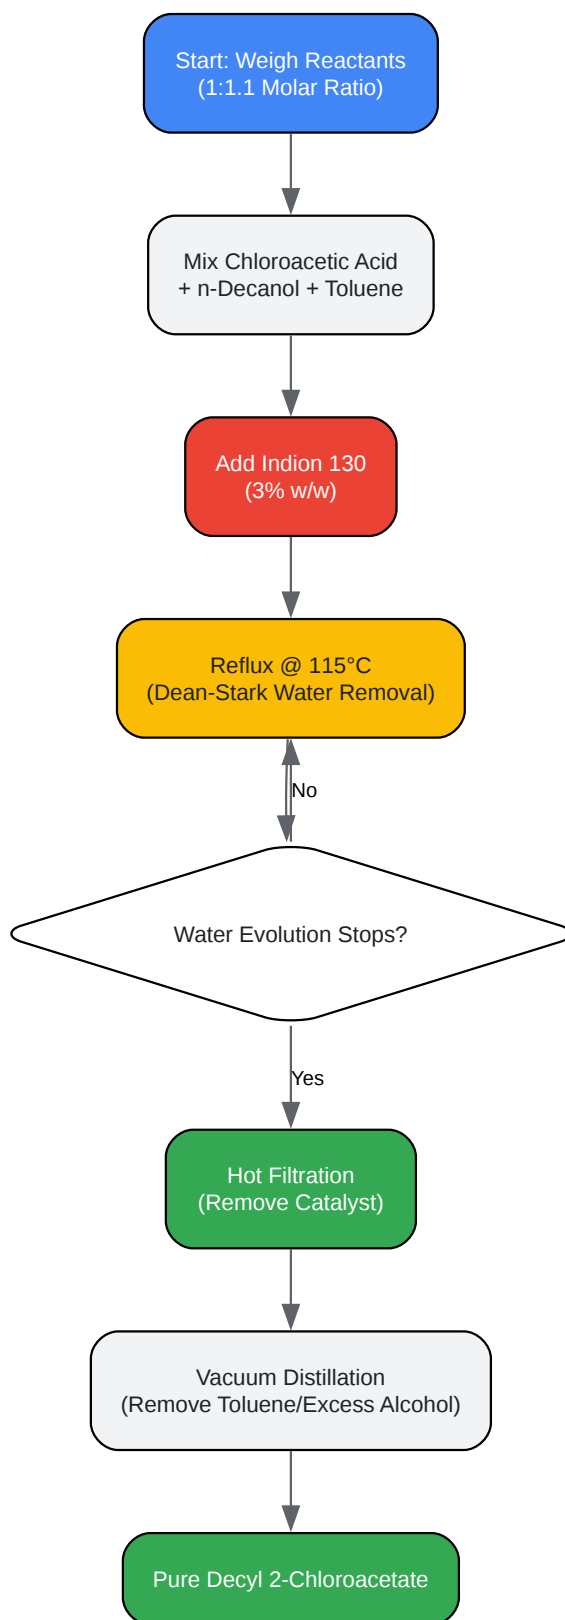 Start: Weigh Reactants
(1:1.1 Molar Ratio)
Mix Chloroacetic Acid
+ n-Decanol + Toluene
Add Indion 130
(3% w/w)
Reflux @ 115°C
(Dean-Stark Water Removal)
No
Water Evolution Stops?
Yes
Hot Filtration
(Remove Catalyst)
Vacuum Distillation
(Remove Toluene/Excess Alcohol)
Pure Decyl 2-Chloroacetate